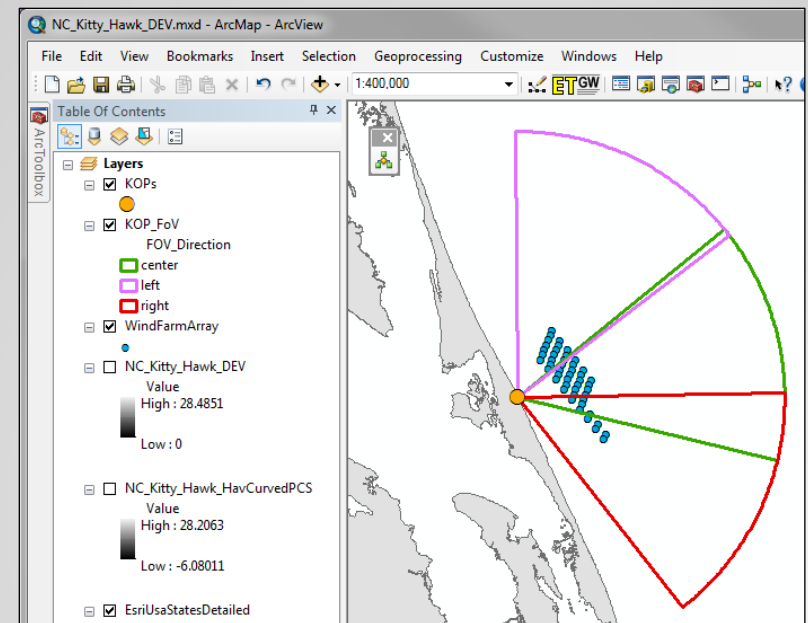 NC_Kitty_Hawk_DEV.mxd - ArcMap - ArcView
File Edit View Bookmarks Insert Selection Geoprocessing Customize Windows Help
1:400,000 ET GW
Table Of Contents
ArcToolbox
Layers
KOPs
KOP_FoV
FOV_Direction
center
left
right
WindFarmArray
NC_Kitty_Hawk_DEV
Value
High : 28.4851
Low : 0
NC_Kitty_Hawk_HavCurvedPCS
Value
High : 28.2063
Low : -6.08011
EsriUsaStatesDetailed